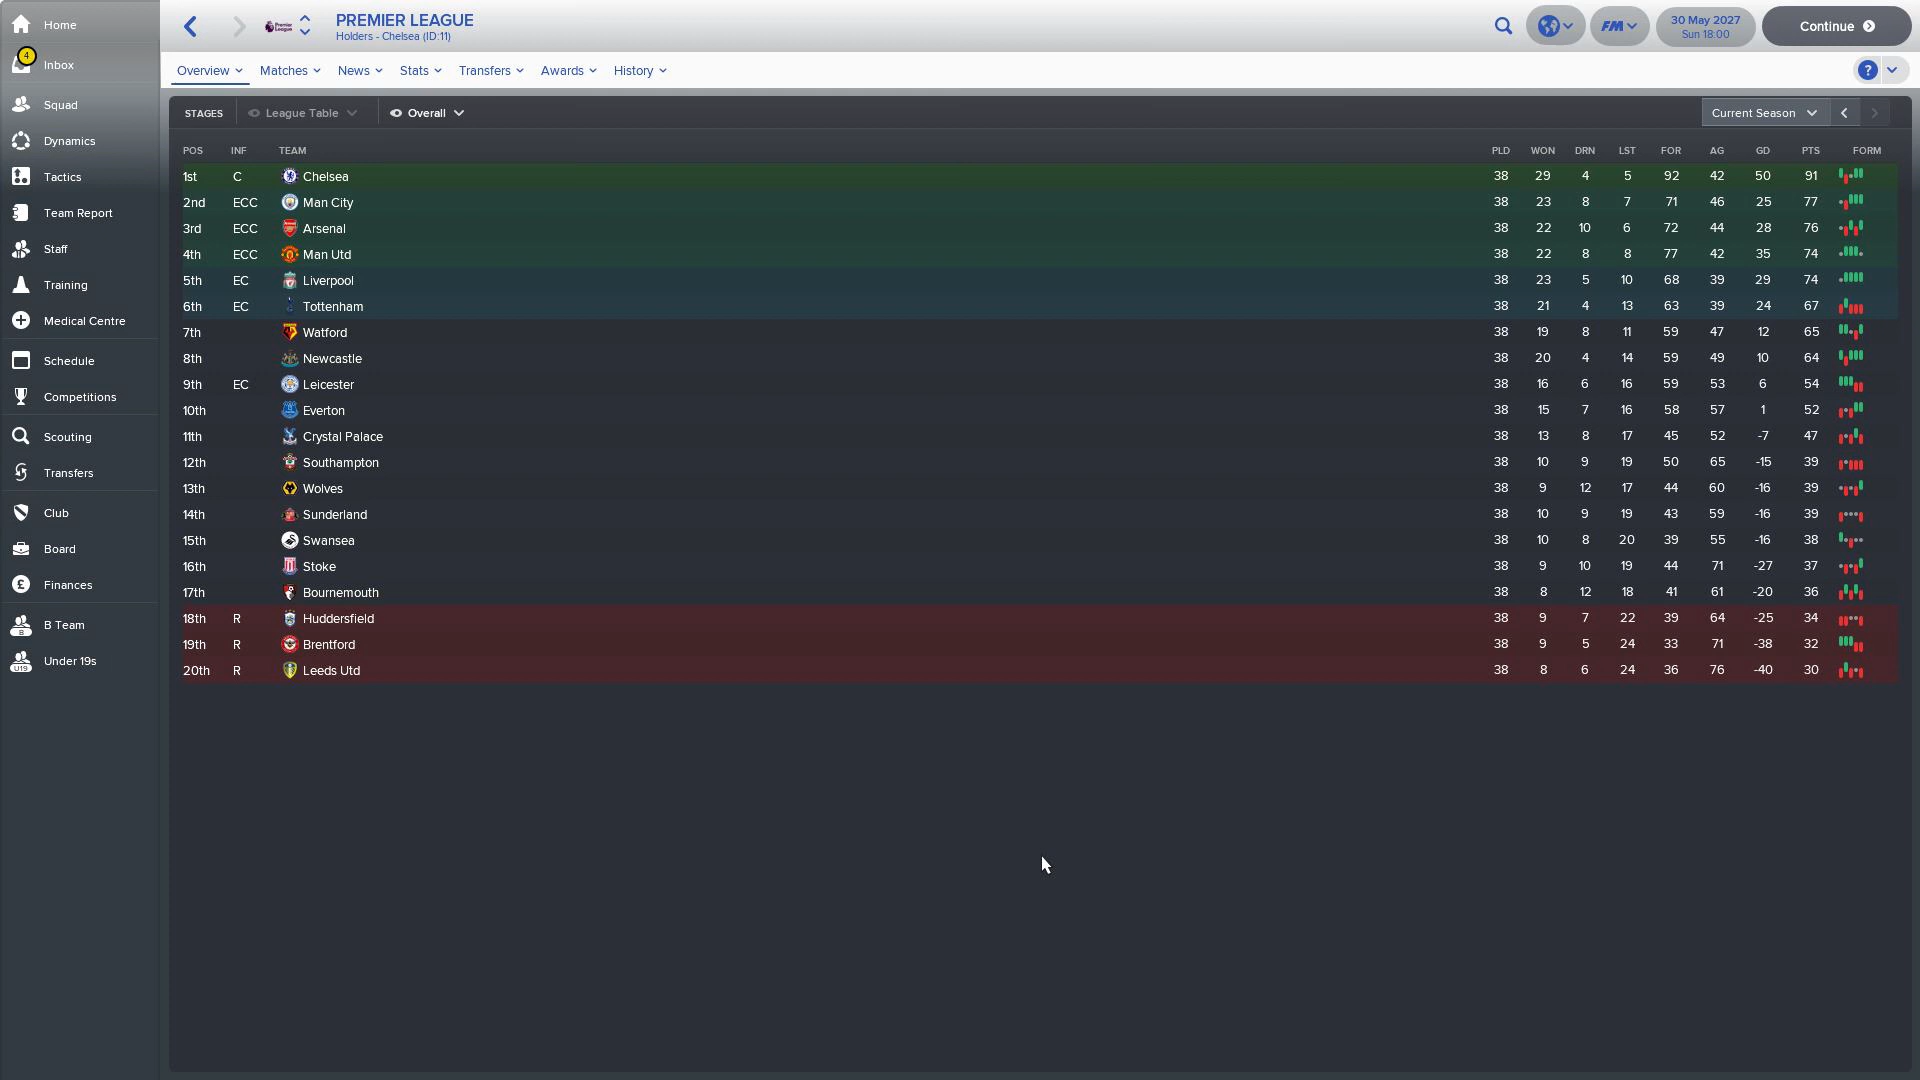 Home
4
Inbox
Squad
Dynamics
Tactics
Team Report
Staff
Training
Medical Centre
Schedule
Competitions
Scouting
Transfers
Club
Board
Finances
B
B Team
U19
Under 19s
Premier League
PREMIER LEAGUE
Holders - Chelsea (ID:11)
FM
30 May 2027
Sun 18:00
Continue
Overview Matches News Stats Transfers Awards History
?
STAGES League Table Overall
Current Season
POS INF TEAM PLD WON DRN LST FOR AG GD PTS FORM
1st C Chelsea 38 29 4 5 92 42 50 91
2nd ECC Man City 38 23 8 7 71 46 25 77
3rd ECC Arsenal 38 22 10 6 72 44 28 76
4th ECC Man Utd 38 22 8 8 77 42 35 74
5th EC Liverpool 38 23 5 10 68 39 29 74
6th EC Tottenham 38 21 4 13 63 39 24 67
7th Watford 38 19 8 11 59 47 12 65
8th Newcastle 38 20 4 14 59 49 10 64
9th EC Leicester 38 16 6 16 59 53 6 54
10th Everton 38 15 7 16 58 57 1 52
11th Crystal Palace 38 13 8 17 45 52 -7 47
12th Southampton 38 10 9 19 50 65 -15 39
13th Wolves 38 9 12 17 44 60 -16 39
14th Sunderland 38 10 9 19 43 59 -16 39
15th Swansea 38 10 8 20 39 55 -16 38
16th Stoke 38 9 10 19 44 71 -27 37
17th Bournemouth 38 8 12 18 41 61 -20 36
18th R Huddersfield 38 9 7 22 39 64 -25 34
19th R Brentford 38 9 5 24 33 71 -38 32
20th R Leeds Utd 38 8 6 24 36 76 -40 30